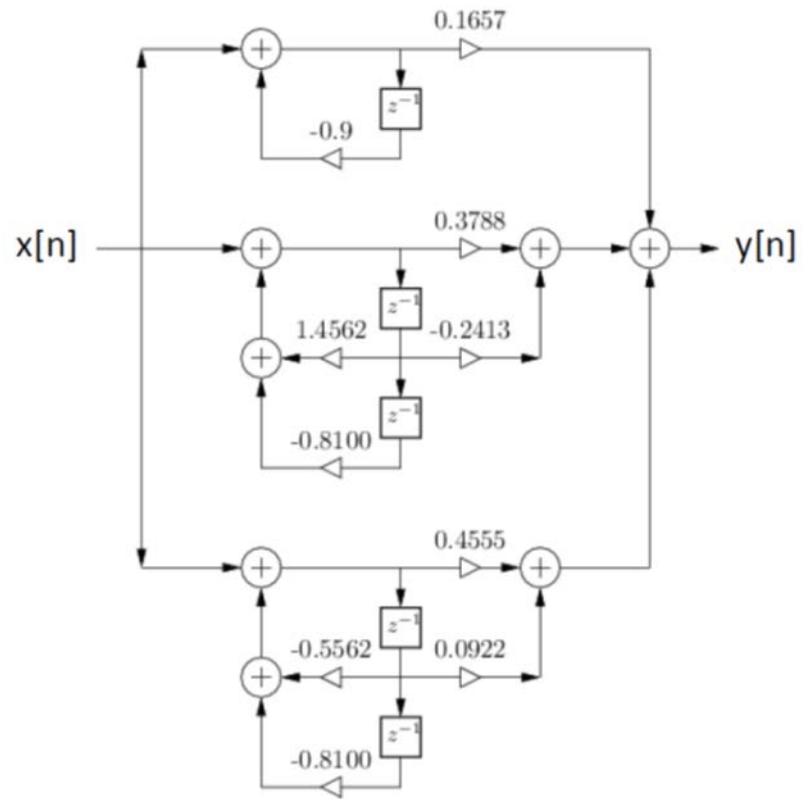 0.1657
+
z⁻¹
-0.9
0.3788
x[n] + + + y[n]
z⁻¹
1.4562 -0.2413
+
z⁻¹
-0.8100
0.4555
+ +
z⁻¹
-0.5562 0.0922
+
z⁻¹
-0.8100